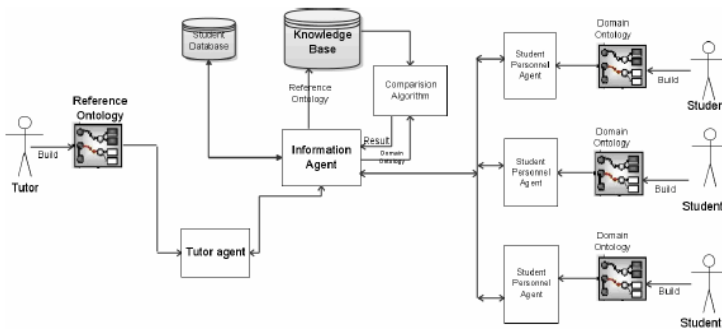 Student
Database
Knowledge
Base
Reference
Ontology
Comparision
Algorithm
Result
Domain
Ontology
Information
Agent
Reference
Ontology
Build
Tutor
Tutor agent
Student
Personnel
Agent
Domain
Ontology
Build
Student
Student
Personnel
Agent
Domain
Ontology
Build
Student
Student
Personnel
Agent
Domain
Ontology
Build
Student